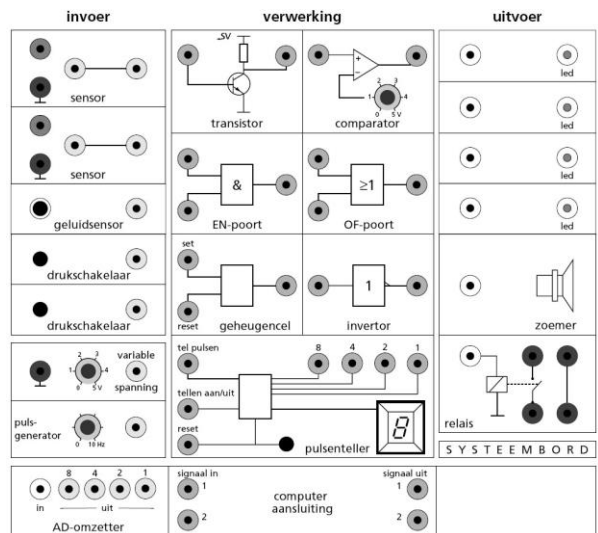 invoer
verwerking
uitvoer
sensor
sensor
geluidsensor
drukschakelaar
drukschakelaar
0 1 2 3 4 5 V
variable
spanning
puls-
generator
0 10 Hz
8 4 2 1
in
uit
AD-omzetter
5V
transistor
+
-
0 1 2 3 4 5 V
comparator
&
EN-poort
≥1
OF-poort
set
reset
geheugencel
1
invertor
tel pulsen
8 4 2 1
tellen aan/uit
reset
8
pulsenteller
signaal in
1
2
computer
aansluiting
signaal uit
1
2
led
led
led
led
zoemer
relais
SYSTEEMBORD